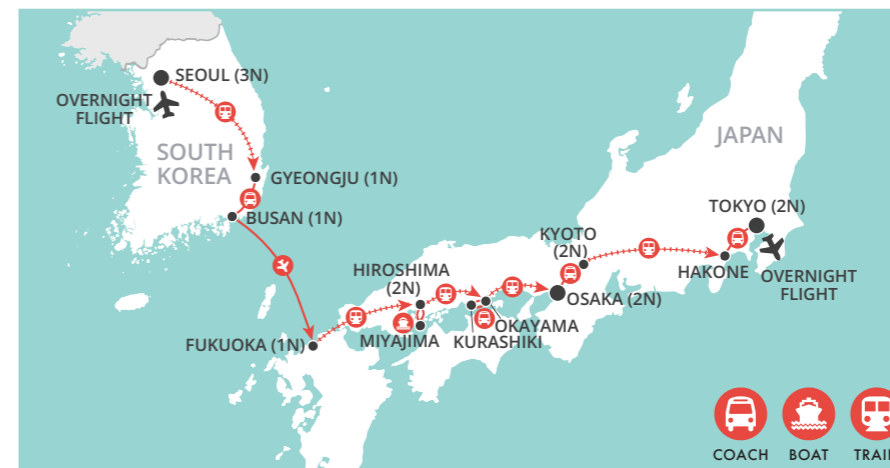 SEOUL (3N)
OVERNIGHT
FLIGHT
SOUTH
KOREA
GYEONGJU (1N)
BUSAN (1N)
JAPAN
TOKYO (2N)
KYOTO
(2N)
HIROSHIMA
(2N)
HAKONE
OVERNIGHT
FLIGHT
OSAKA (2N)
OKAYAMA
KURASHIKI
MIYAJIMA
FUKUOKA (1N)
COACH BOAT TRAIN